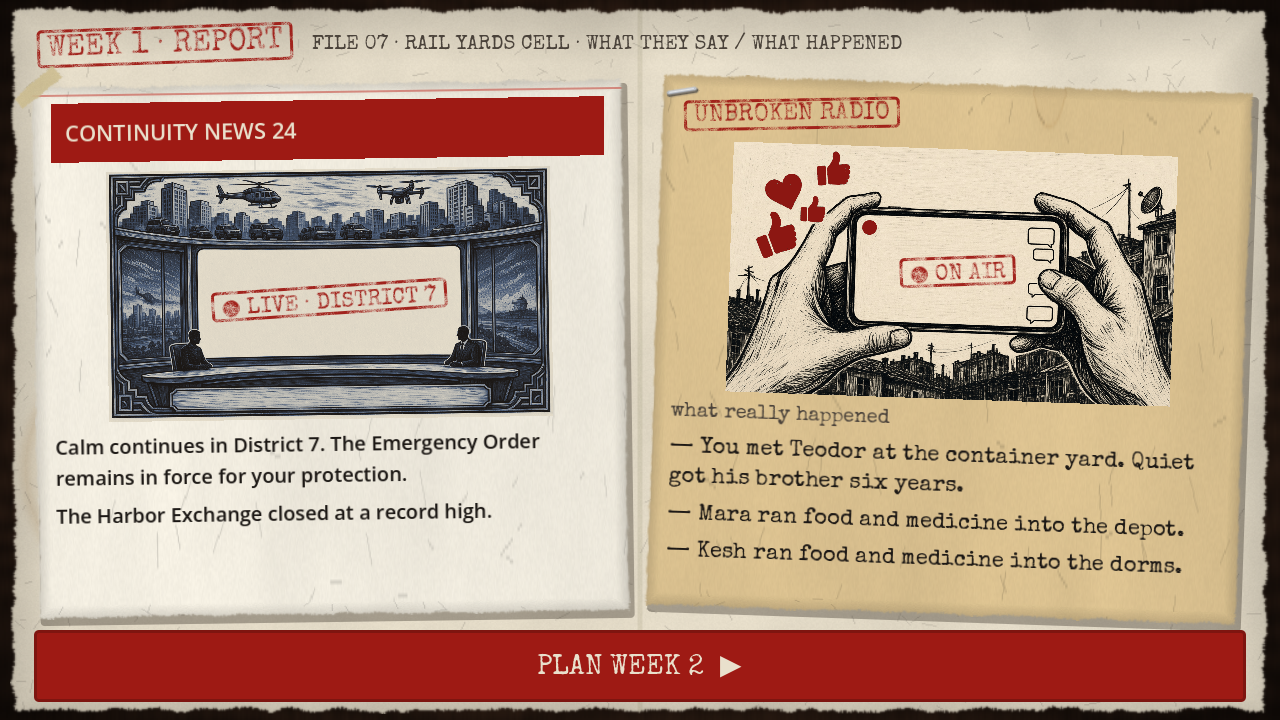 WEEK 1 · REPORT
FILE 07 · RAIL YARDS CELL · WHAT THEY SAY / WHAT HAPPENED
CONTINUITY NEWS 24
LIVE · DISTRICT 7
Calm continues in District 7. The Emergency Order
remains in force for your protection.
The Harbor Exchange closed at a record high.
UNBROKEN RADIO
ON AIR
what really happened
— You met Teodor at the container yard. Quiet
got his brother six years.
— Mara ran food and medicine into the depot.
— Kesh ran food and medicine into the dorms.
PLAN WEEK 2 ▶